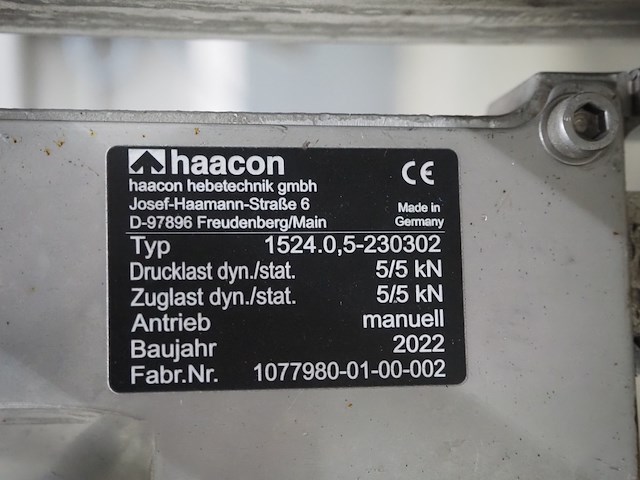 haacon
haacon hebetechnik gmbh
Josef-Haamann-Straße 6
D-97896 Freudenberg/Main
CE
Made in
Germany
Typ 1524.0,5-230302
Drucklast dyn./stat. 5/5 kN
Zuglast dyn./stat. 5/5 kN
Antrieb manuell
Baujahr 2022
Fabr.Nr. 1077980-01-00-002